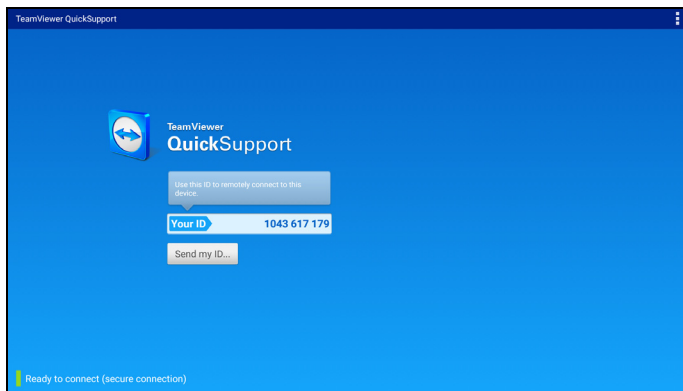 TeamViewer QuickSupport
TeamViewer
QuickSupport
Use this ID to remotely connect to this
device.
Your ID
1043 617 179
Send my ID...
Ready to connect (secure connection)